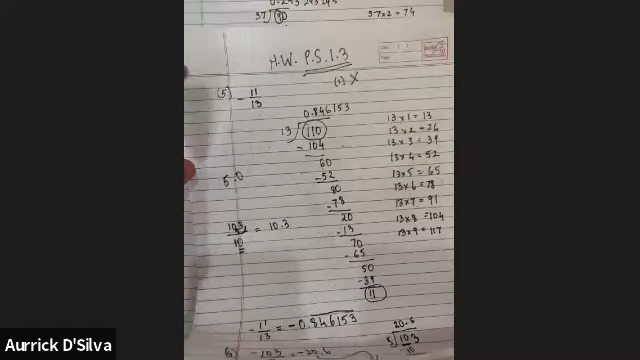 37 90
37 x 2 = 74
H.W. P.S.1.3
(1) X
(5) - 11/13
0.846153
13 110
- 104
60
- 52
80
- 78
20
- 13
70
- 65
50
- 39
11
13 x 1 = 13
13 x 2 = 26
13 x 3 = 39
13 x 4 = 52
13 x 5 = 65
13 x 6 = 78
13 x 7 = 91
13 x 8 = 104
13 x 9 = 117
5.0
103/10 = 10.3
- 11/13 = - 0.846153
20.6
5 103
- 10
- 103 = - 20.6
Aurrick D'Silva